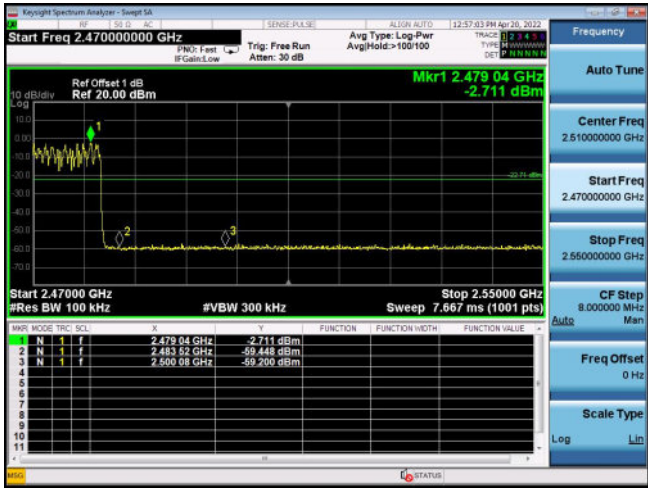 Keysight Spectrum Analyzer - Swept SA
RF 50 Ω AC SENSE:PULSE ALIGN AUTO 12:57:03 PM Apr 20, 2022
Start Freq 2.470000000 GHz
PNO: Fast
IFGain:Low
Trig: Free Run
Atten: 30 dB
Avg Type: Log-Pwr
Avg|Hold:>100/100
TRACE 1 2 3 4 5 6
TYPE M W W W W W
DET P N N N N N
Ref Offset 1 dB
10 dB/div Ref 20.00 dBm
Log
Mkr1 2.479 04 GHz
-2.711 dBm
10.0
0.00
-10.0
-20.0
-30.0
-40.0
-50.0
-60.0
-70.0
1
2
3
-22.71 dBm
Start 2.47000 GHz Stop 2.55000 GHz
#Res BW 100 kHz #VBW 300 kHz Sweep 7.667 ms (1001 pts)
MKR MODE TRC SCL X Y FUNCTION FUNCTION WIDTH FUNCTION VALUE
1 N 1 f 2.479 04 GHz -2.711 dBm
2 N 1 f 2.483 52 GHz -59.448 dBm
3 N 1 f 2.500 08 GHz -59.200 dBm
4
5
6
7
8
9
10
11
MSG STATUS
Frequency
Auto Tune
Center Freq
2.510000000 GHz
Start Freq
2.470000000 GHz
Stop Freq
2.550000000 GHz
CF Step
8.000000 MHz
Auto Man
Freq Offset
0 Hz
Scale Type
Log Lin